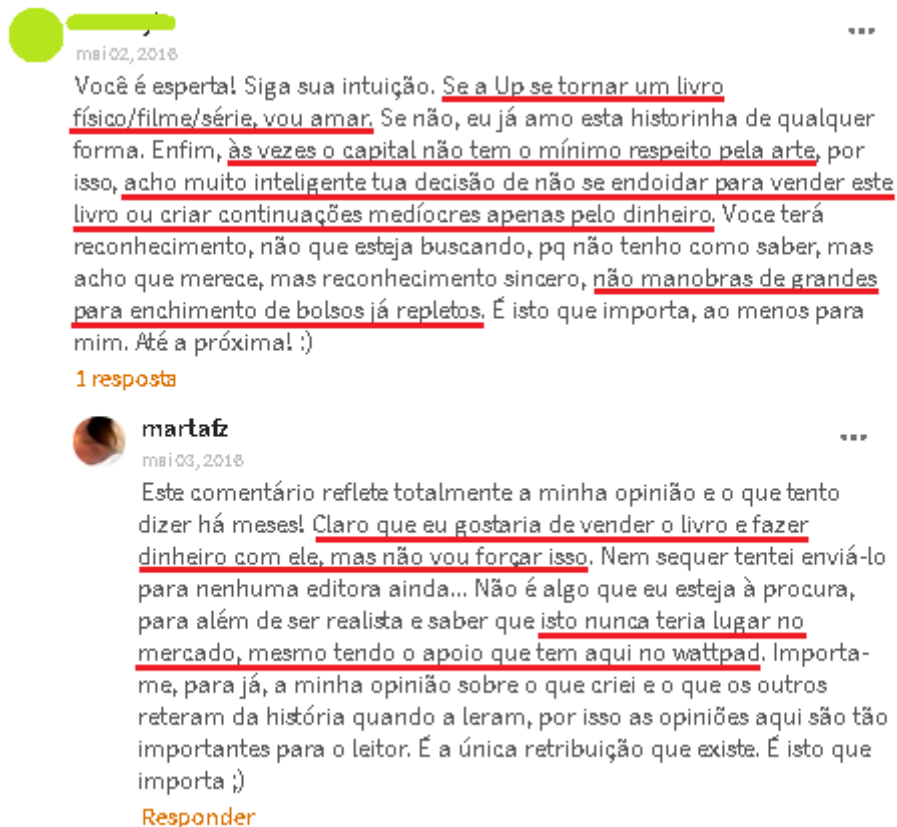 mai 02, 2016
Você é esperta! Siga sua intuição. Se a Up se tornar um livro
físico/filme/série, vou amar. Se não, eu já amo esta historinha de qualquer
forma. Enfim, às vezes o capital não tem o mínimo respeito pela arte, por
isso, acho muito inteligente tua decisão de não se endoidar para vender este
livro ou criar continuações medíocres apenas pelo dinheiro. Voce terá
reconhecimento, não que esteja buscando, pq não tenho como saber, mas
acho que merece, mas reconhecimento sincero, não manobras de grandes
para enchimento de bolsos já repletos. É isto que importa, ao menos para
mim. Até a próxima! :)
1 resposta
martafz
mai 03, 2016
Este comentário reflete totalmente a minha opinião e o que tento
dizer há meses! Claro que eu gostaria de vender o livro e fazer
dinheiro com ele, mas não vou forçar isso. Nem sequer tentei enviá-lo
para nenhuma editora ainda... Não é algo que eu esteja à procura,
para além de ser realista e saber que isto nunca teria lugar no
mercado, mesmo tendo o apoio que tem aqui no wattpad. Importa-
me, para já, a minha opinião sobre o que criei e o que os outros
reteram da história quando a leram, por isso as opiniões aqui são tão
importantes para o leitor. É a única retribuição que existe. É isto que
importa ;)
Responder